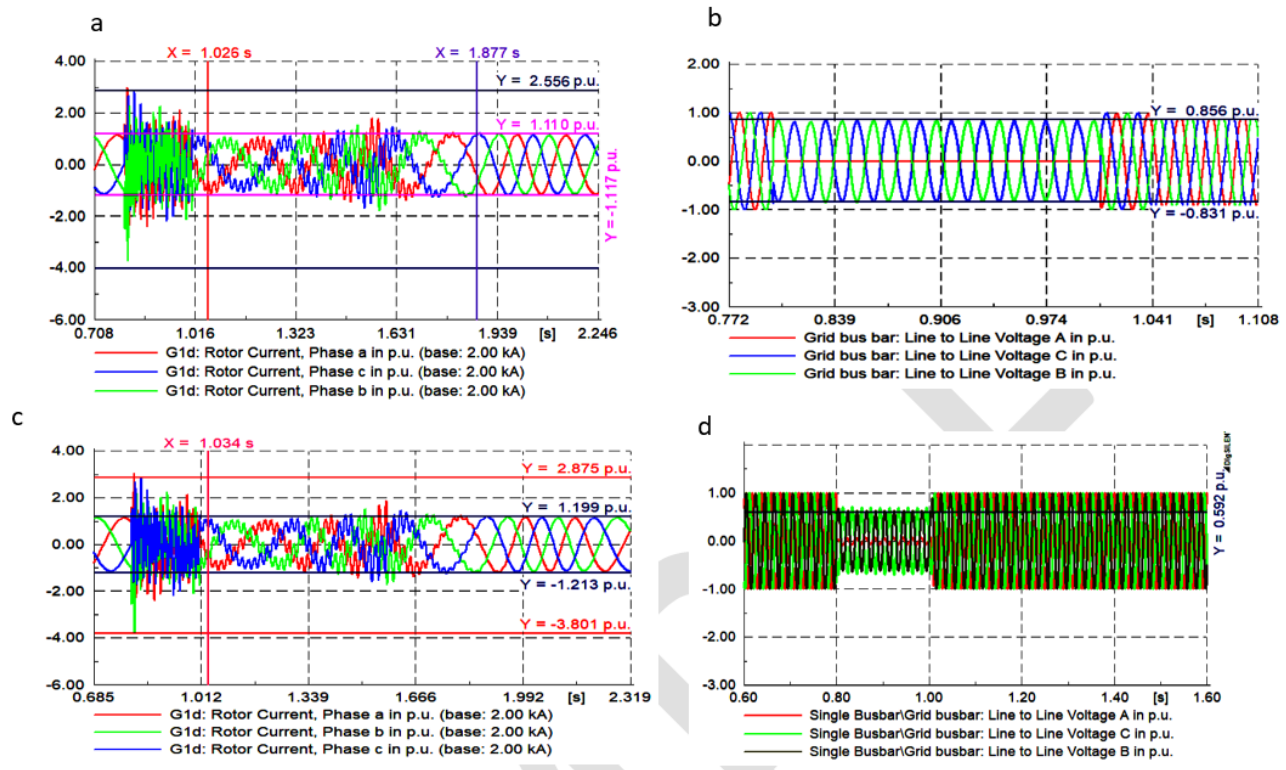 a
X = 1.026 s
X = 1.877 s
4.00
Y = 2.556 p.u.
2.00
Y = 1.110 p.u.
0.00
-2.00
Y = -1.117 p.u.
-4.00
-6.00
0.708
1.016
1.323
1.631
1.939
[s]
2.246
G1d: Rotor Current, Phase a in p.u. (base: 2.00 kA)
G1d: Rotor Current, Phase c in p.u. (base: 2.00 kA)
G1d: Rotor Current, Phase b in p.u. (base: 2.00 kA)
b
2.00
1.00
Y = 0.856 p.u.
0.00
-1.00
Y = -0.831 p.u.
-2.00
-3.00
0.772
0.839
0.906
0.974
1.041
[s]
1.108
Grid bus bar: Line to Line Voltage A in p.u.
Grid bus bar: Line to Line Voltage C in p.u.
Grid bus bar: Line to Line Voltage B in p.u.
c
X = 1.034 s
4.00
Y = 2.875 p.u.
2.00
Y = 1.199 p.u.
0.00
Y = -1.213 p.u.
-2.00
Y = -3.801 p.u.
-4.00
-6.00
0.685
1.012
1.339
1.666
1.992
[s]
2.319
G1d: Rotor Current, Phase a in p.u. (base: 2.00 kA)
G1d: Rotor Current, Phase b in p.u. (base: 2.00 kA)
G1d: Rotor Current, Phase c in p.u. (base: 2.00 kA)
d
DIgSILENT
1.00
Y = 0.592 p.u.
0.00
-1.00
-2.00
-3.00
0.60
0.80
1.00
1.20
1.40
[s]
1.60
Single Busbar\Grid busbar: Line to Line Voltage A in p.u.
Single Busbar\Grid busbar: Line to Line Voltage C in p.u.
Single Busbar\Grid busbar: Line to Line Voltage B in p.u.